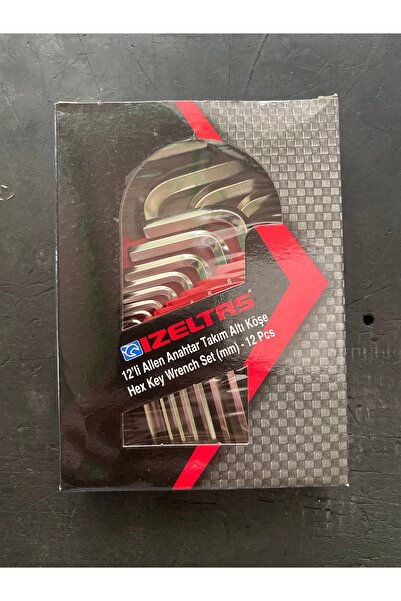 IZELTAS
12'li Allen Anahtar Takım Altı Köşe
Hex Key Wrench Set (mm) - 12 Pcs